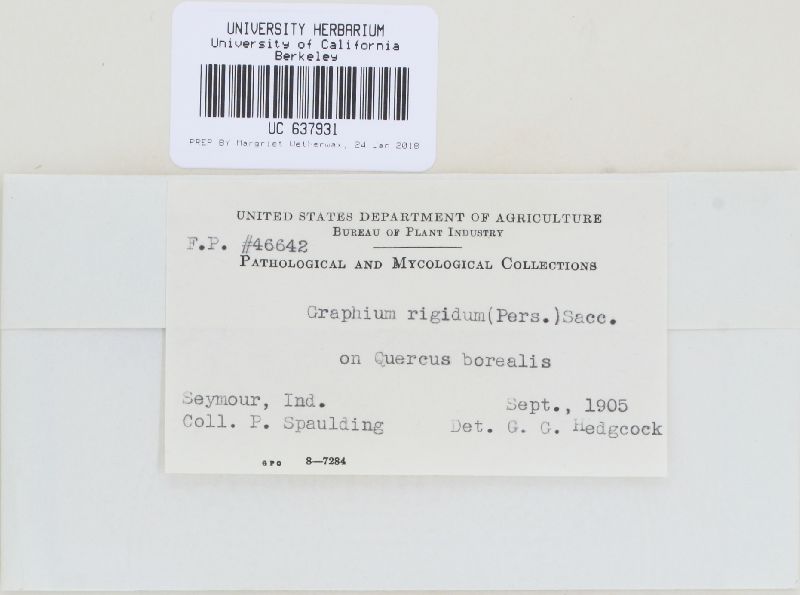 UNIVERSITY HERBARIUM
University of California
Berkeley
UC 637931
PREP BY Margriet Wetherwax, 24 Jan 2018
UNITED STATES DEPARTMENT OF AGRICULTURE
BUREAU OF PLANT INDUSTRY
F.P. #46642
PATHOLOGICAL AND MYCOLOGICAL COLLECTIONS
Graphium rigidum(Pers.)Sacc.
on Quercus borealis
Seymour, Ind. Sept., 1905
Coll. P. Spaulding Det. G. G. Hedgcock
GPO 8—7284